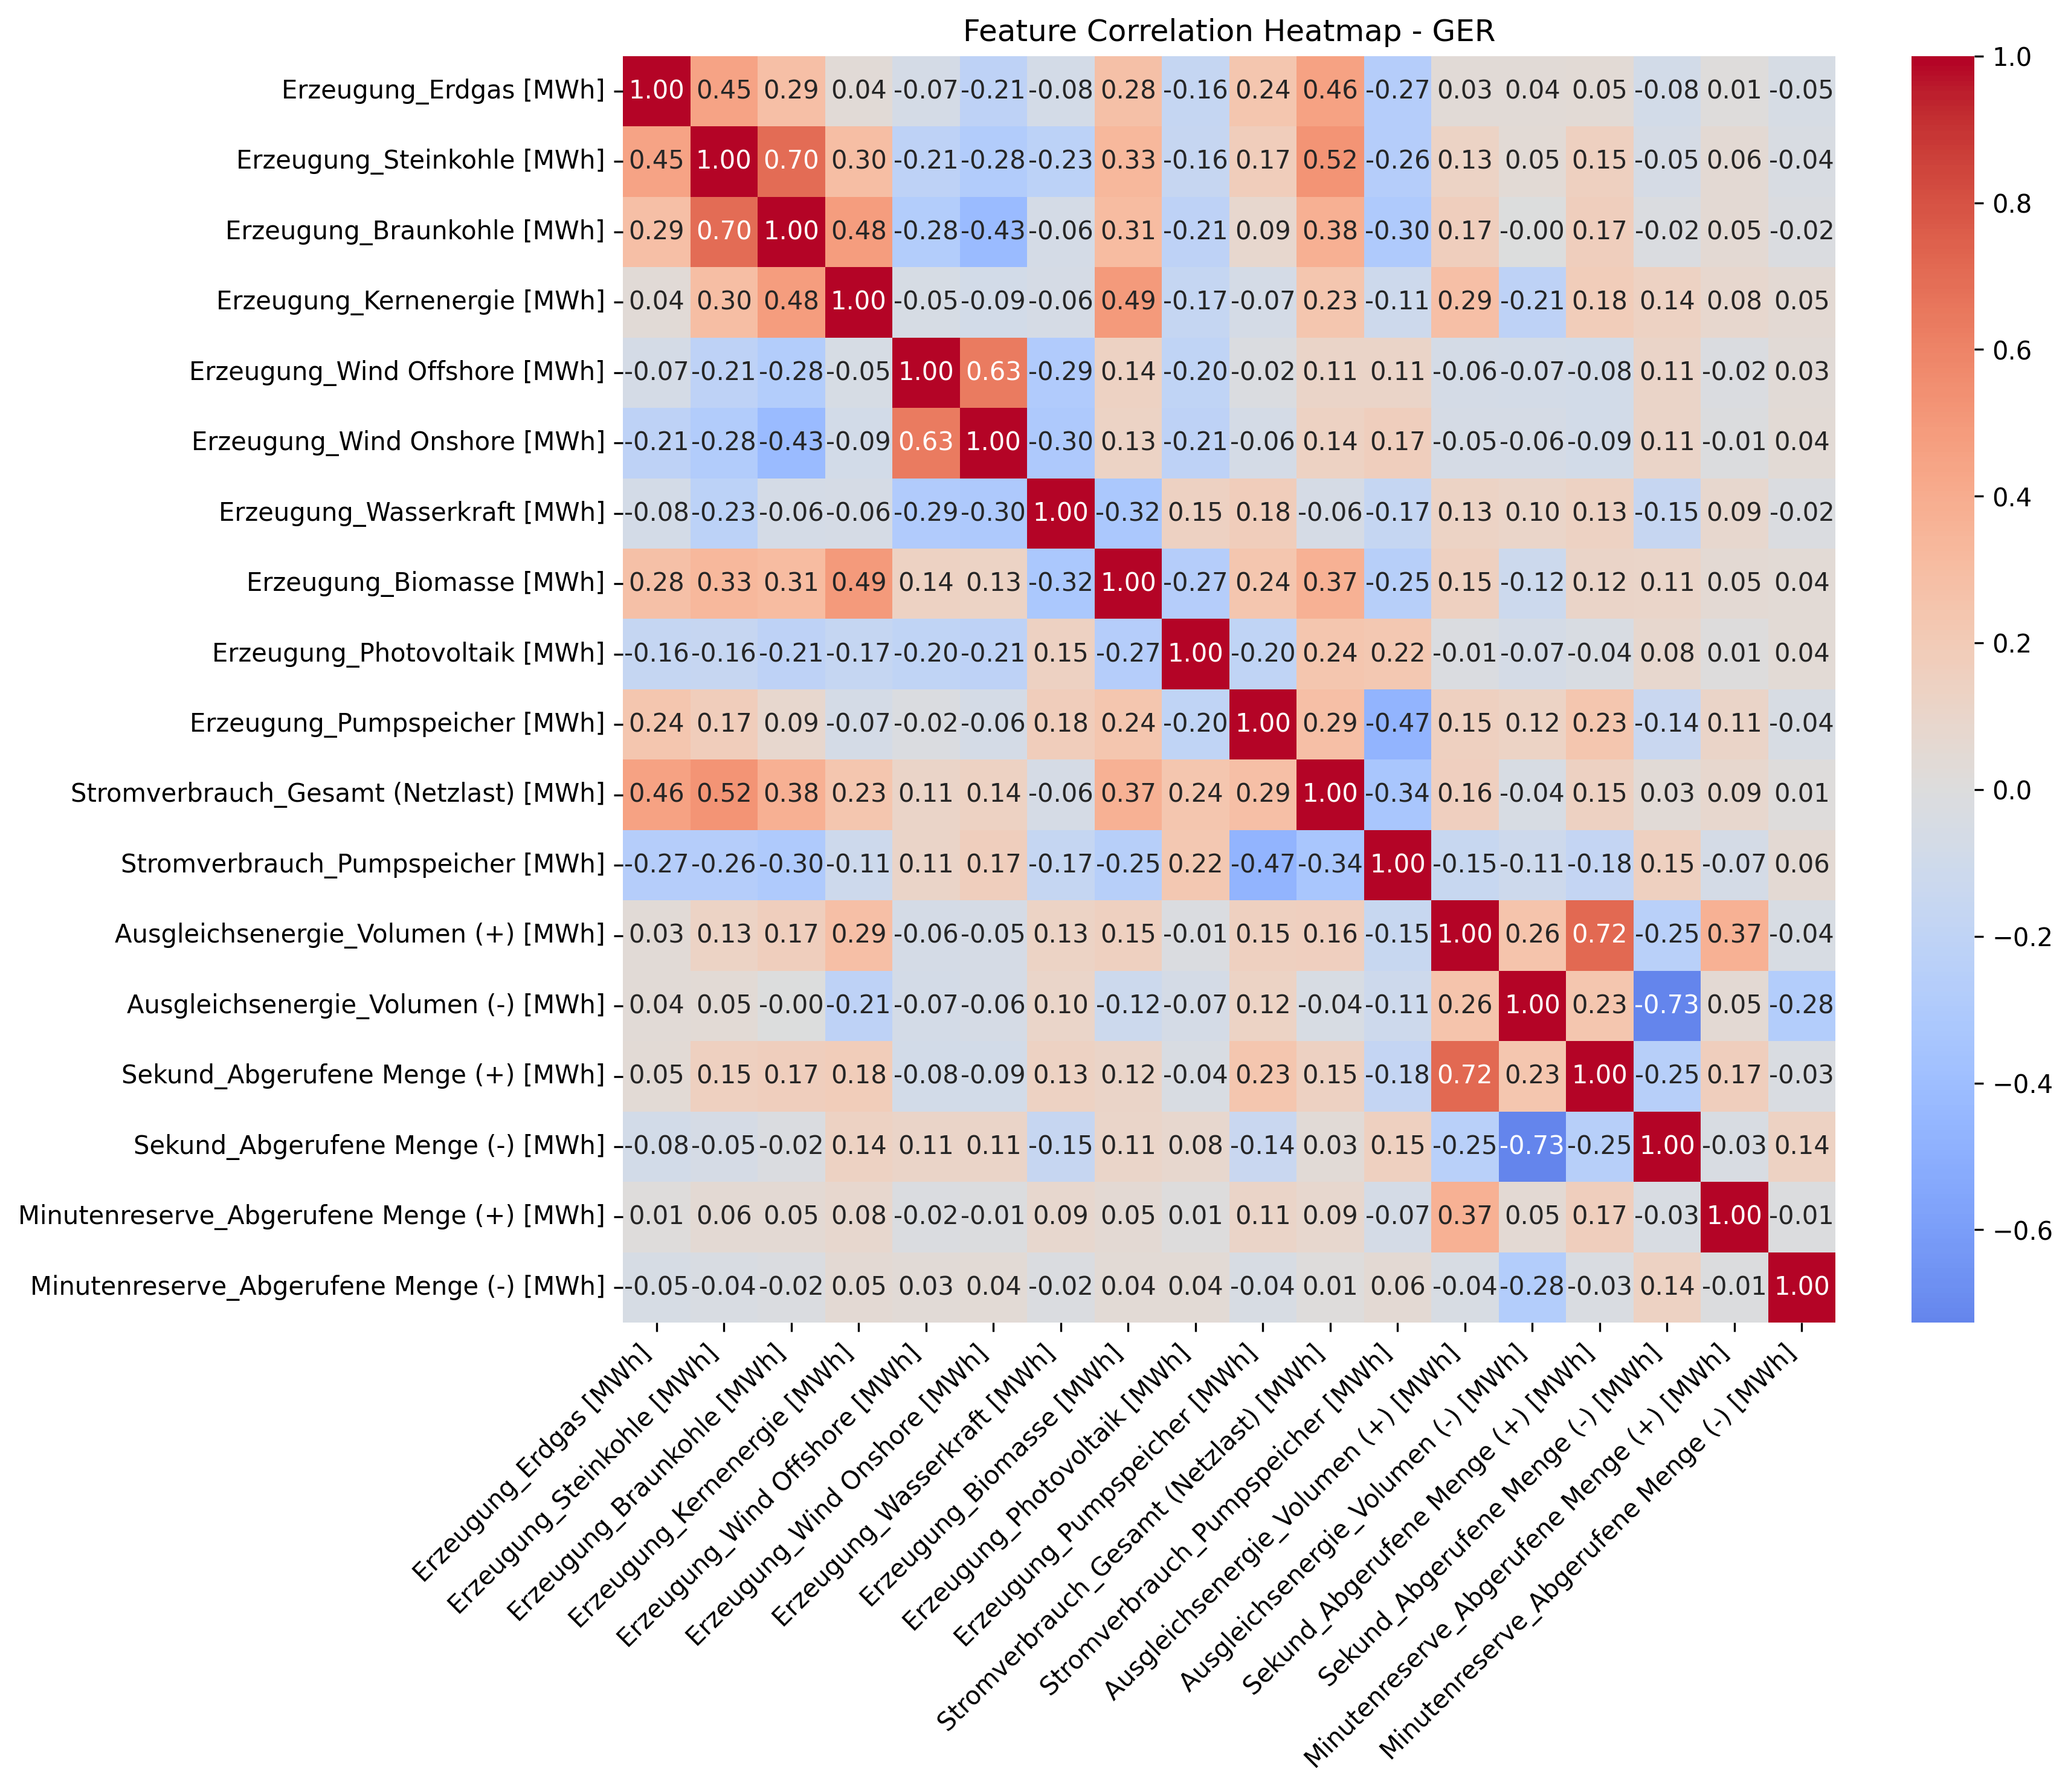 Feature Correlation Heatmap - GER
Erzeugung_Erdgas [MWh] 1.00 0.45 0.29 0.04 -0.07 -0.21 -0.08 0.28 -0.16 0.24 0.46 -0.27 0.03 0.04 0.05 -0.08 0.01 -0.05
Erzeugung_Steinkohle [MWh] 0.45 1.00 0.70 0.30 -0.21 -0.28 -0.23 0.33 -0.16 0.17 0.52 -0.26 0.13 0.05 0.15 -0.05 0.06 -0.04
Erzeugung_Braunkohle [MWh] 0.29 0.70 1.00 0.48 -0.28 -0.43 -0.06 0.31 -0.21 0.09 0.38 -0.30 0.17 -0.00 0.17 -0.02 0.05 -0.02
Erzeugung_Kernenergie [MWh] 0.04 0.30 0.48 1.00 -0.05 -0.09 -0.06 0.49 -0.17 -0.07 0.23 -0.11 0.29 -0.21 0.18 0.14 0.08 0.05
Erzeugung_Wind Offshore [MWh] -0.07 -0.21 -0.28 -0.05 1.00 0.63 -0.29 0.14 -0.20 -0.02 0.11 0.11 -0.06 -0.07 -0.08 0.11 -0.02 0.03
Erzeugung_Wind Onshore [MWh] -0.21 -0.28 -0.43 -0.09 0.63 1.00 -0.30 0.13 -0.21 -0.06 0.14 0.17 -0.05 -0.06 -0.09 0.11 -0.01 0.04
Erzeugung_Wasserkraft [MWh] -0.08 -0.23 -0.06 -0.06 -0.29 -0.30 1.00 -0.32 0.15 0.18 -0.06 -0.17 0.13 0.10 0.13 -0.15 0.09 -0.02
Erzeugung_Biomasse [MWh] 0.28 0.33 0.31 0.49 0.14 0.13 -0.32 1.00 -0.27 0.24 0.37 -0.25 0.15 -0.12 0.12 0.11 0.05 0.04
Erzeugung_Photovoltaik [MWh] -0.16 -0.16 -0.21 -0.17 -0.20 -0.21 0.15 -0.27 1.00 -0.20 0.24 0.22 -0.01 -0.07 -0.04 0.08 0.01 0.04
Erzeugung_Pumpspeicher [MWh] 0.24 0.17 0.09 -0.07 -0.02 -0.06 0.18 0.24 -0.20 1.00 0.29 -0.47 0.15 0.12 0.23 -0.14 0.11 -0.04
Stromverbrauch_Gesamt (Netzlast) [MWh] 0.46 0.52 0.38 0.23 0.11 0.14 -0.06 0.37 0.24 0.29 1.00 -0.34 0.16 -0.04 0.15 0.03 0.09 0.01
Stromverbrauch_Pumpspeicher [MWh] -0.27 -0.26 -0.30 -0.11 0.11 0.17 -0.17 -0.25 0.22 -0.47 -0.34 1.00 -0.15 -0.11 -0.18 0.15 -0.07 0.06
Ausgleichsenergie_Volumen (+) [MWh] 0.03 0.13 0.17 0.29 -0.06 -0.05 0.13 0.15 -0.01 0.15 0.16 -0.15 1.00 0.26 0.72 -0.25 0.37 -0.04
Ausgleichsenergie_Volumen (-) [MWh] 0.04 0.05 -0.00 -0.21 -0.07 -0.06 0.10 -0.12 -0.07 0.12 -0.04 -0.11 0.26 1.00 0.23 -0.73 0.05 -0.28
Sekund_Abgerufene Menge (+) [MWh] 0.05 0.15 0.17 0.18 -0.08 -0.09 0.13 0.12 -0.04 0.23 0.15 -0.18 0.72 0.23 1.00 -0.25 0.17 -0.03
Sekund_Abgerufene Menge (-) [MWh] -0.08 -0.05 -0.02 0.14 0.11 0.11 -0.15 0.11 0.08 -0.14 0.03 0.15 -0.25 -0.73 -0.25 1.00 -0.03 0.14
Minutenreserve_Abgerufene Menge (+) [MWh] 0.01 0.06 0.05 0.08 -0.02 -0.01 0.09 0.05 0.01 0.11 0.09 -0.07 0.37 0.05 0.17 -0.03 1.00 -0.01
Minutenreserve_Abgerufene Menge (-) [MWh] -0.05 -0.04 -0.02 0.05 0.03 0.04 -0.02 0.04 0.04 -0.04 0.01 0.06 -0.04 -0.28 -0.03 0.14 -0.01 1.00
Erzeugung_Erdgas [MWh]
Erzeugung_Steinkohle [MWh]
Erzeugung_Braunkohle [MWh]
Erzeugung_Kernenergie [MWh]
Erzeugung_Wind Offshore [MWh]
Erzeugung_Wind Onshore [MWh]
Erzeugung_Wasserkraft [MWh]
Erzeugung_Biomasse [MWh]
Erzeugung_Photovoltaik [MWh]
Erzeugung_Pumpspeicher [MWh]
Stromverbrauch_Gesamt (Netzlast) [MWh]
Stromverbrauch_Pumpspeicher [MWh]
Ausgleichsenergie_Volumen (+) [MWh]
Ausgleichsenergie_Volumen (-) [MWh]
Sekund_Abgerufene Menge (+) [MWh]
Sekund_Abgerufene Menge (-) [MWh]
Minutenreserve_Abgerufene Menge (+) [MWh]
Minutenreserve_Abgerufene Menge (-) [MWh]
1.0
0.8
0.6
0.4
0.2
0.0
−0.2
−0.4
−0.6